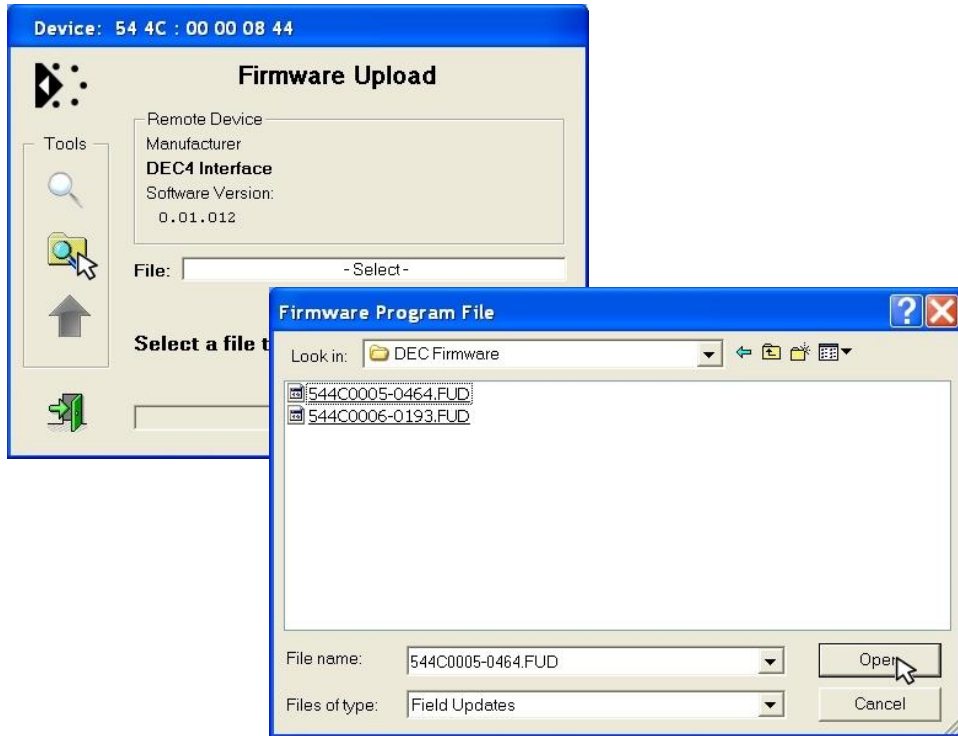 Device: 54 4C : 00 00 08 44
Firmware Upload
Tools
Remote Device
Manufacturer
DEC4 Interface
Software Version:
0.01.012
File: -Select-
Select a file t
Firmware Program File
Look in: DEC Firmware
544C0005-0464.FUD
544C0006-0193.FUD
File name: 544C0005-0464.FUD
Open
Files of type: Field Updates
Cancel